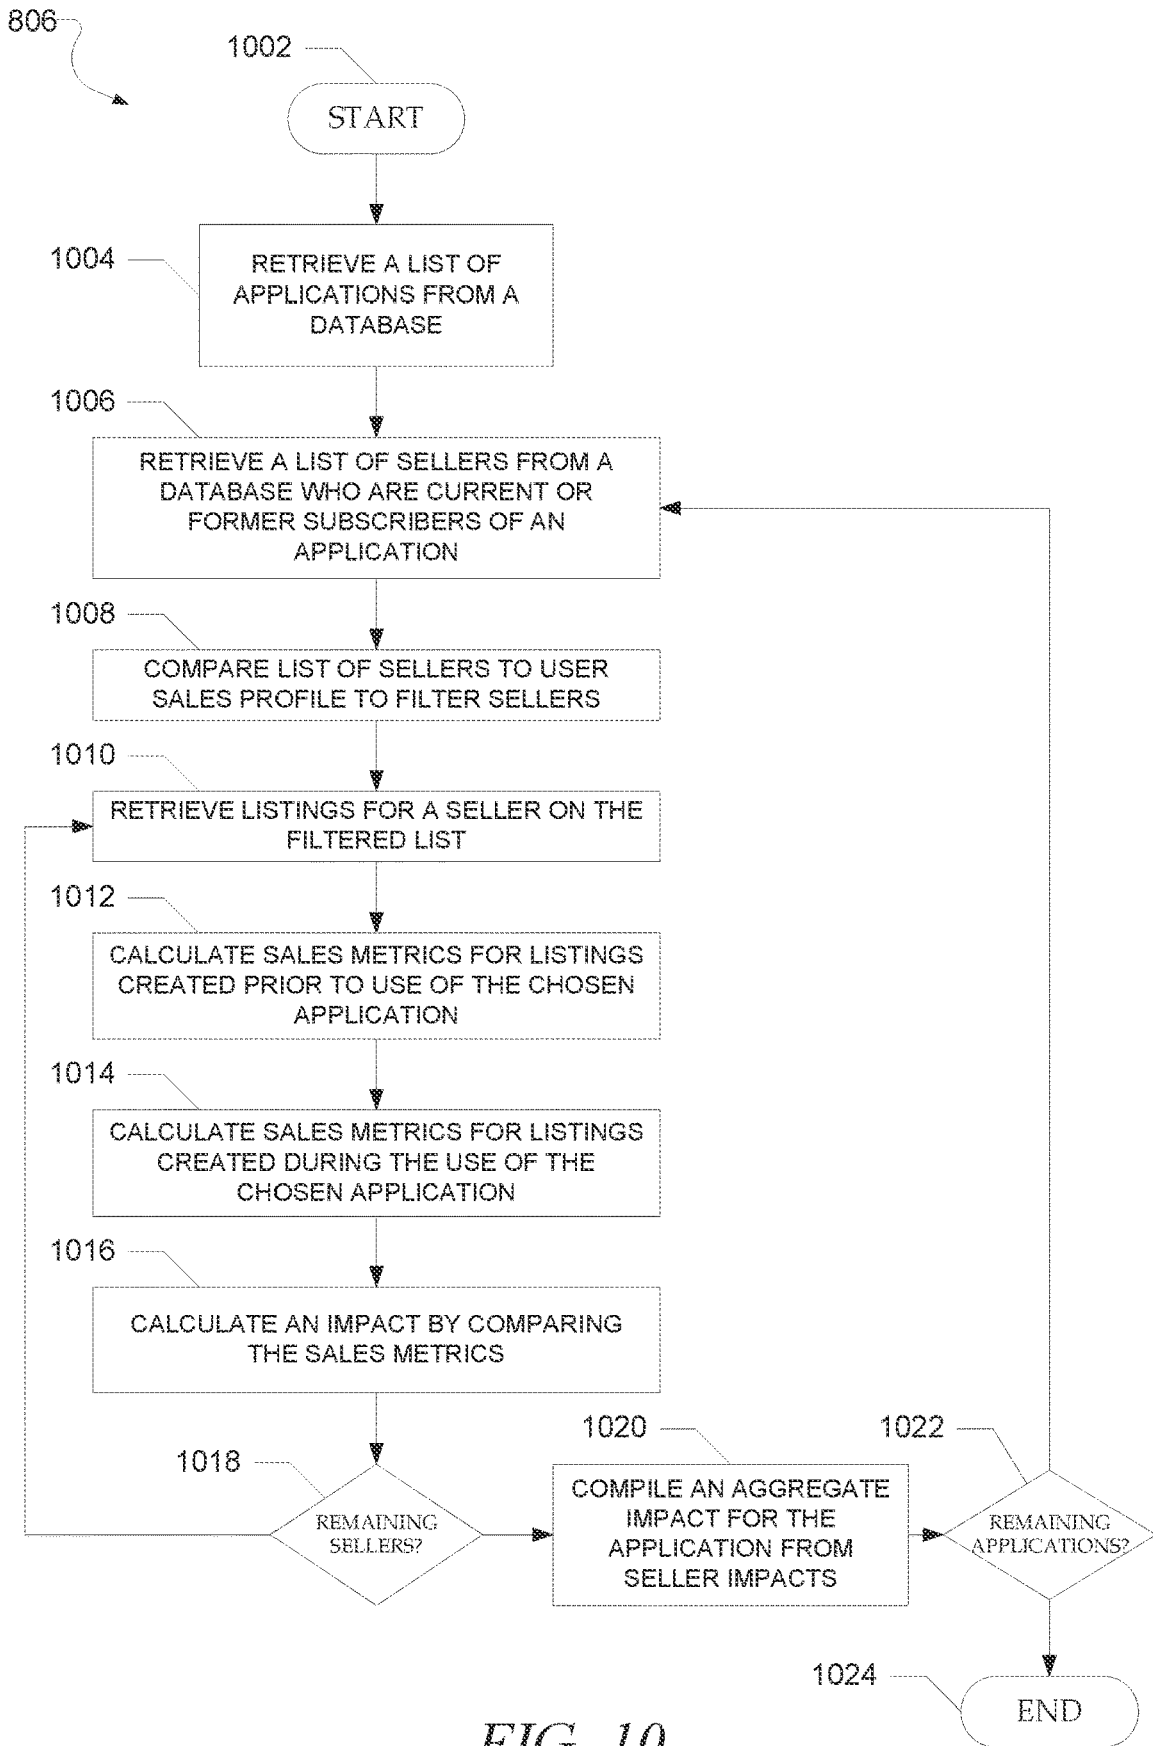 806
1002
START
1004
RETRIEVE A LIST OF
APPLICATIONS FROM A
DATABASE
1006
RETRIEVE A LIST OF SELLERS FROM A
DATABASE WHO ARE CURRENT OR
FORMER SUBSCRIBERS OF AN
APPLICATION
1008
COMPARE LIST OF SELLERS TO USER
SALES PROFILE TO FILTER SELLERS
1010
RETRIEVE LISTINGS FOR A SELLER ON THE
FILTERED LIST
1012
CALCULATE SALES METRICS FOR LISTINGS
CREATED PRIOR TO USE OF THE CHOSEN
APPLICATION
1014
CALCULATE SALES METRICS FOR LISTINGS
CREATED DURING THE USE OF THE
CHOSEN APPLICATION
1016
CALCULATE AN IMPACT BY COMPARING
THE SALES METRICS
1018
REMAINING
SELLERS?
1020
COMPILE AN AGGREGATE
IMPACT FOR THE
APPLICATION FROM
SELLER IMPACTS
1022
REMAINING
APPLICATIONS?
1024
END
FIG. 10